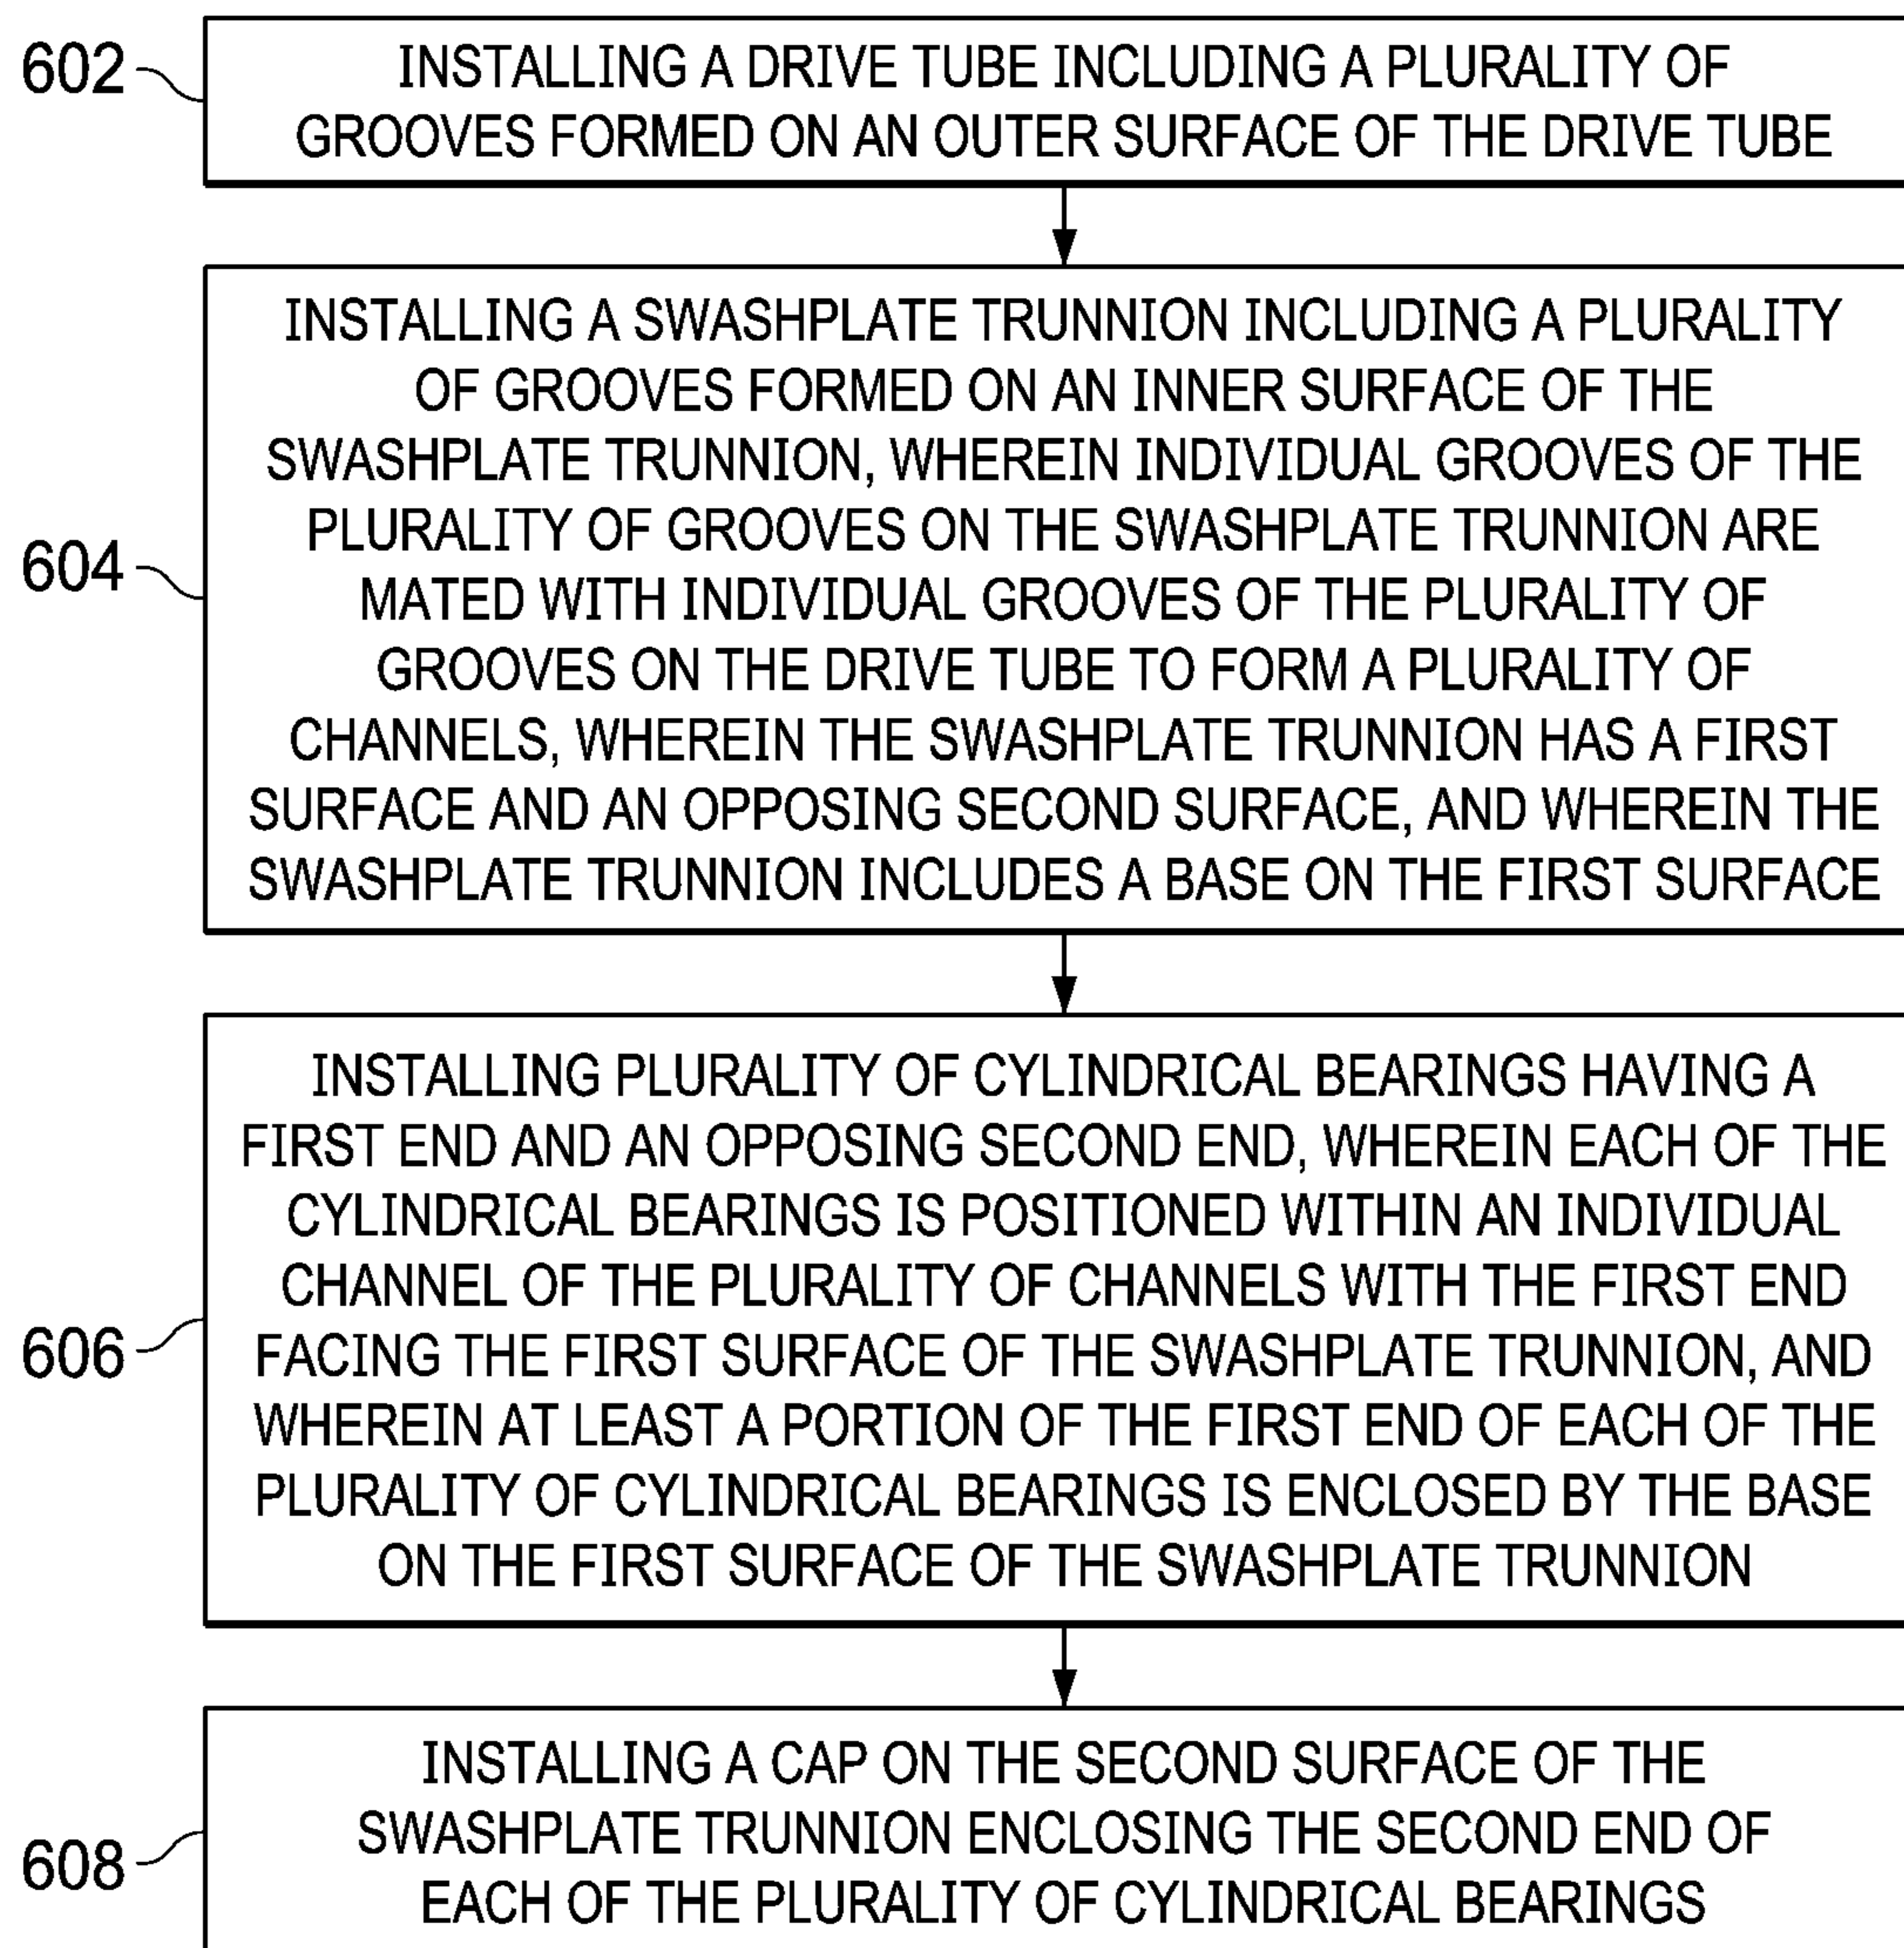 602
INSTALLING A DRIVE TUBE INCLUDING A PLURALITY OF
GROOVES FORMED ON AN OUTER SURFACE OF THE DRIVE TUBE
604
INSTALLING A SWASHPLATE TRUNNION INCLUDING A PLURALITY
OF GROOVES FORMED ON AN INNER SURFACE OF THE
SWASHPLATE TRUNNION, WHEREIN INDIVIDUAL GROOVES OF THE
PLURALITY OF GROOVES ON THE SWASHPLATE TRUNNION ARE
MATED WITH INDIVIDUAL GROOVES OF THE PLURALITY OF
GROOVES ON THE DRIVE TUBE TO FORM A PLURALITY OF
CHANNELS, WHEREIN THE SWASHPLATE TRUNNION HAS A FIRST
SURFACE AND AN OPPOSING SECOND SURFACE, AND WHEREIN THE
SWASHPLATE TRUNNION INCLUDES A BASE ON THE FIRST SURFACE
606
INSTALLING PLURALITY OF CYLINDRICAL BEARINGS HAVING A
FIRST END AND AN OPPOSING SECOND END, WHEREIN EACH OF THE
CYLINDRICAL BEARINGS IS POSITIONED WITHIN AN INDIVIDUAL
CHANNEL OF THE PLURALITY OF CHANNELS WITH THE FIRST END
FACING THE FIRST SURFACE OF THE SWASHPLATE TRUNNION, AND
WHEREIN AT LEAST A PORTION OF THE FIRST END OF EACH OF THE
PLURALITY OF CYLINDRICAL BEARINGS IS ENCLOSED BY THE BASE
ON THE FIRST SURFACE OF THE SWASHPLATE TRUNNION
608
INSTALLING A CAP ON THE SECOND SURFACE OF THE
SWASHPLATE TRUNNION ENCLOSING THE SECOND END OF
EACH OF THE PLURALITY OF CYLINDRICAL BEARINGS